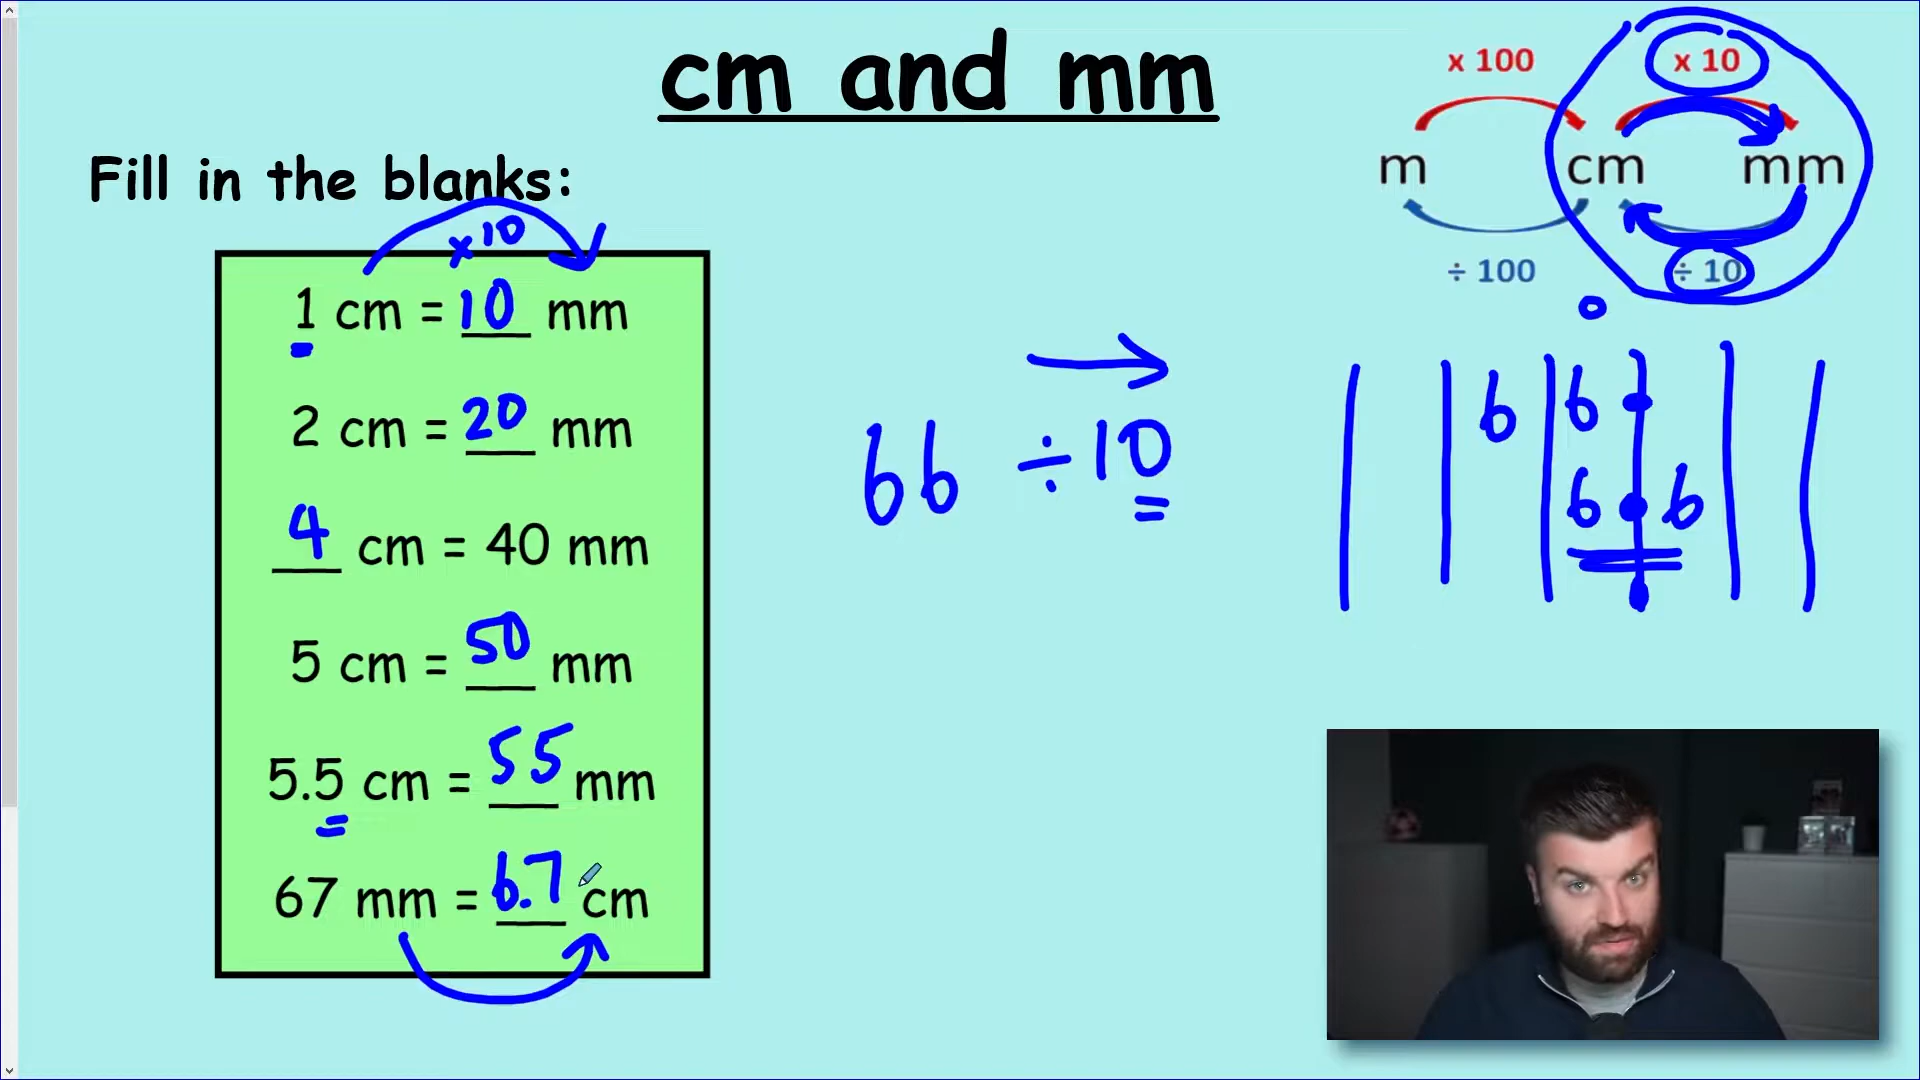 cm and mm
Fill in the blanks:
x 100
x 10
m cm mm
÷ 100
÷ 10
x 10
1 cm = 10 mm
2 cm = 20 mm
4 cm = 40 mm
5 cm = 50 mm
5.5 cm = 55 mm
67 mm = 6.7 cm
66 ÷ 10
6 6 .
6 . 6